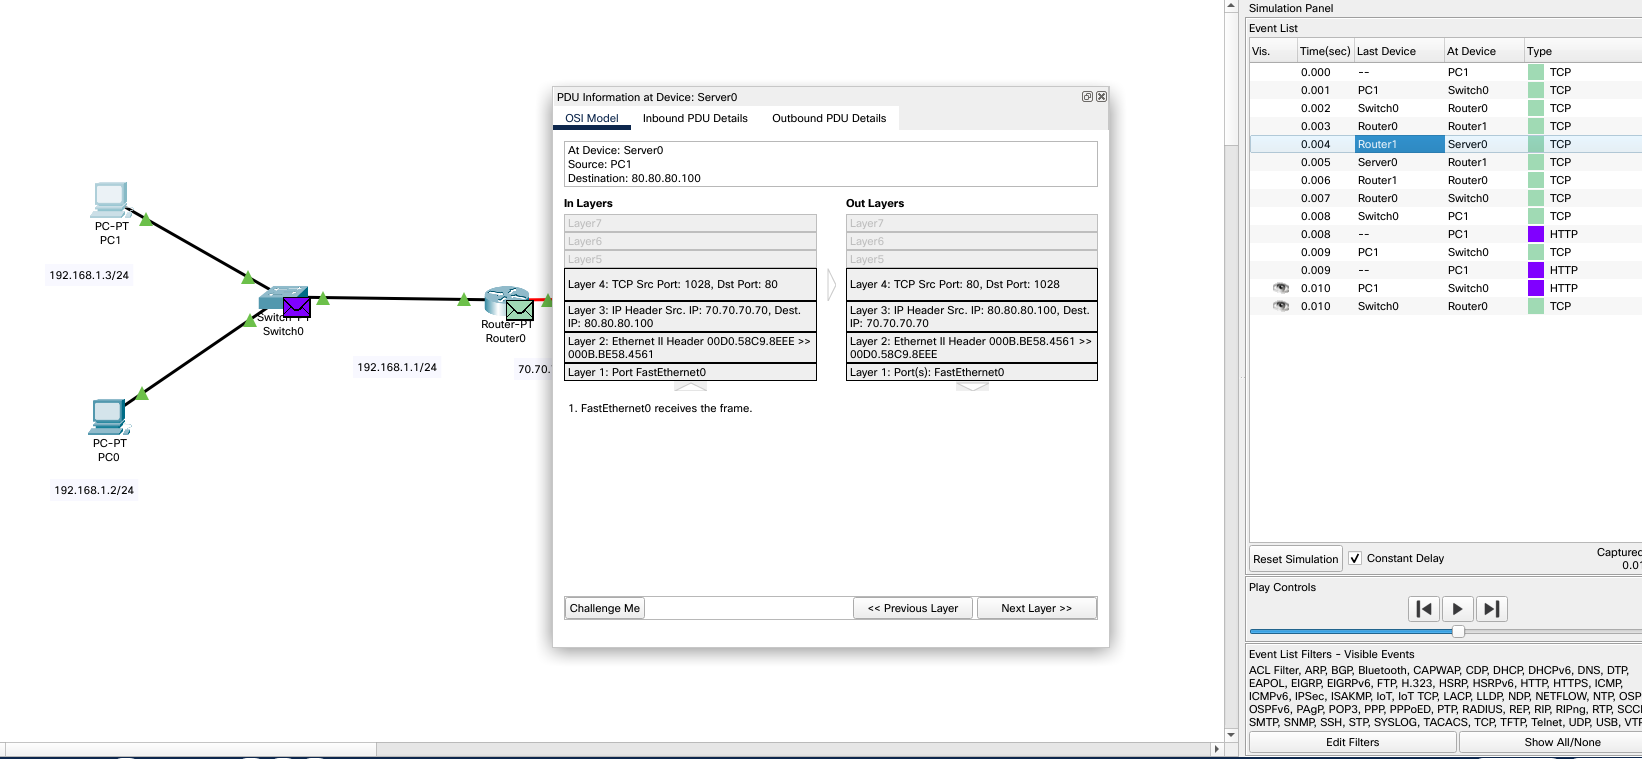 PC-PT
PC1
192.168.1.3/24
Switch0
192.168.1.1/24
Router-PT
Router0
70.70.
PC-PT
PC0
192.168.1.2/24
PDU Information at Device: Server0
OSI Model
Inbound PDU Details
Outbound PDU Details
At Device: Server0
Source: PC1
Destination: 80.80.80.100
In Layers
Layer7
Layer6
Layer5
Layer 4: TCP Src Port: 1028, Dst Port: 80
Layer 3: IP Header Src. IP: 70.70.70.70, Dest.
IP: 80.80.80.100
Layer 2: Ethernet II Header 00D0.58C9.8EEE >>
000B.BE58.4561
Layer 1: Port FastEthernet0
Out Layers
Layer7
Layer6
Layer5
Layer 4: TCP Src Port: 80, Dst Port: 1028
Layer 3: IP Header Src. IP: 80.80.80.100, Dest.
IP: 70.70.70.70
Layer 2: Ethernet II Header 000B.BE58.4561 >>
00D0.58C9.8EEE
Layer 1: Port(s): FastEthernet0
1. FastEthernet0 receives the frame.
Challenge Me
<< Previous Layer
Next Layer >>
Simulation Panel
Event List
Vis. Time(sec) Last Device At Device Type
0.000 -- PC1 TCP
0.001 PC1 Switch0 TCP
0.002 Switch0 Router0 TCP
0.003 Router0 Router1 TCP
0.004 Router1 Server0 TCP
0.005 Server0 Router1 TCP
0.006 Router1 Router0 TCP
0.007 Router0 Switch0 TCP
0.008 Switch0 PC1 TCP
0.008 -- PC1 HTTP
0.009 PC1 Switch0 TCP
0.009 -- PC1 HTTP
0.010 PC1 Switch0 HTTP
0.010 Switch0 Router0 TCP
Reset Simulation
Constant Delay
Captured
0.01
Play Controls
Event List Filters - Visible Events
ACL Filter, ARP, BGP, Bluetooth, CAPWAP, CDP, DHCP, DHCPv6, DNS, DTP,
EAPOL, EIGRP, EIGRPv6, FTP, H.323, HSRP, HSRPv6, HTTP, HTTPS, ICMP,
ICMPv6, IPSec, ISAKMP, IoT, IoT TCP, LACP, LLDP, NDP, NETFLOW, NTP, OSP
OSPFv6, PAgP, POP3, PPP, PPPoED, PTP, RADIUS, REP, RIP, RIPng, RTP, SCC
SMTP, SNMP, SSH, STP, SYSLOG, TACACS, TCP, TFTP, Telnet, UDP, USB, VT
Edit Filters
Show All/None